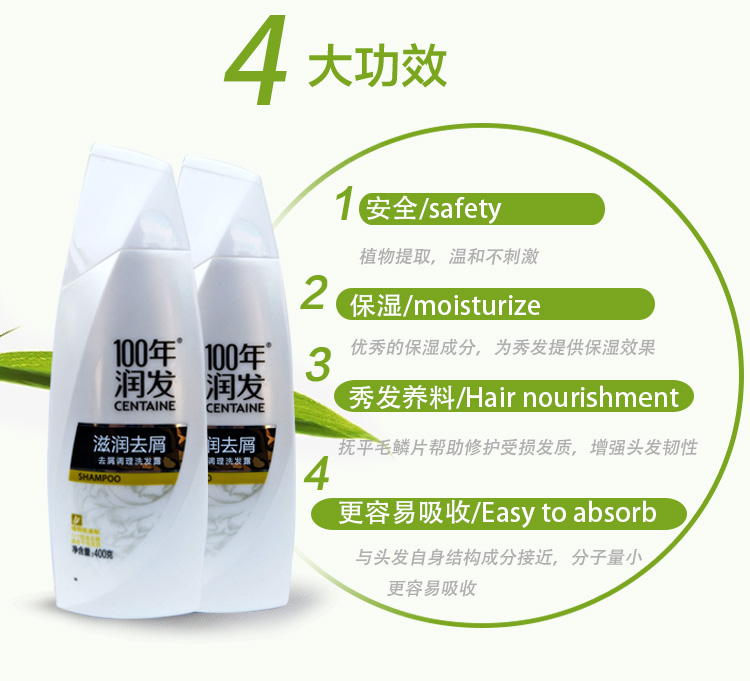 4 大功效
1 安全/safety
植物提取，温和不刺激
2 保湿/moisturize
优秀的保湿成分，为秀发提供保湿效果
3 秀发养料/Hair nourishment
抚平毛鳞片帮助修护受损发质，增强头发韧性
4 更容易吸收/Easy to absorb
与头发自身结构成分接近，分子量小
更容易吸收
100年®
润发
CENTAINE
滋润去屑
去屑调理洗发露
SHAMPOO
净含量:400克
100年®
润发
CENTAINE
润去屑
调理洗发露